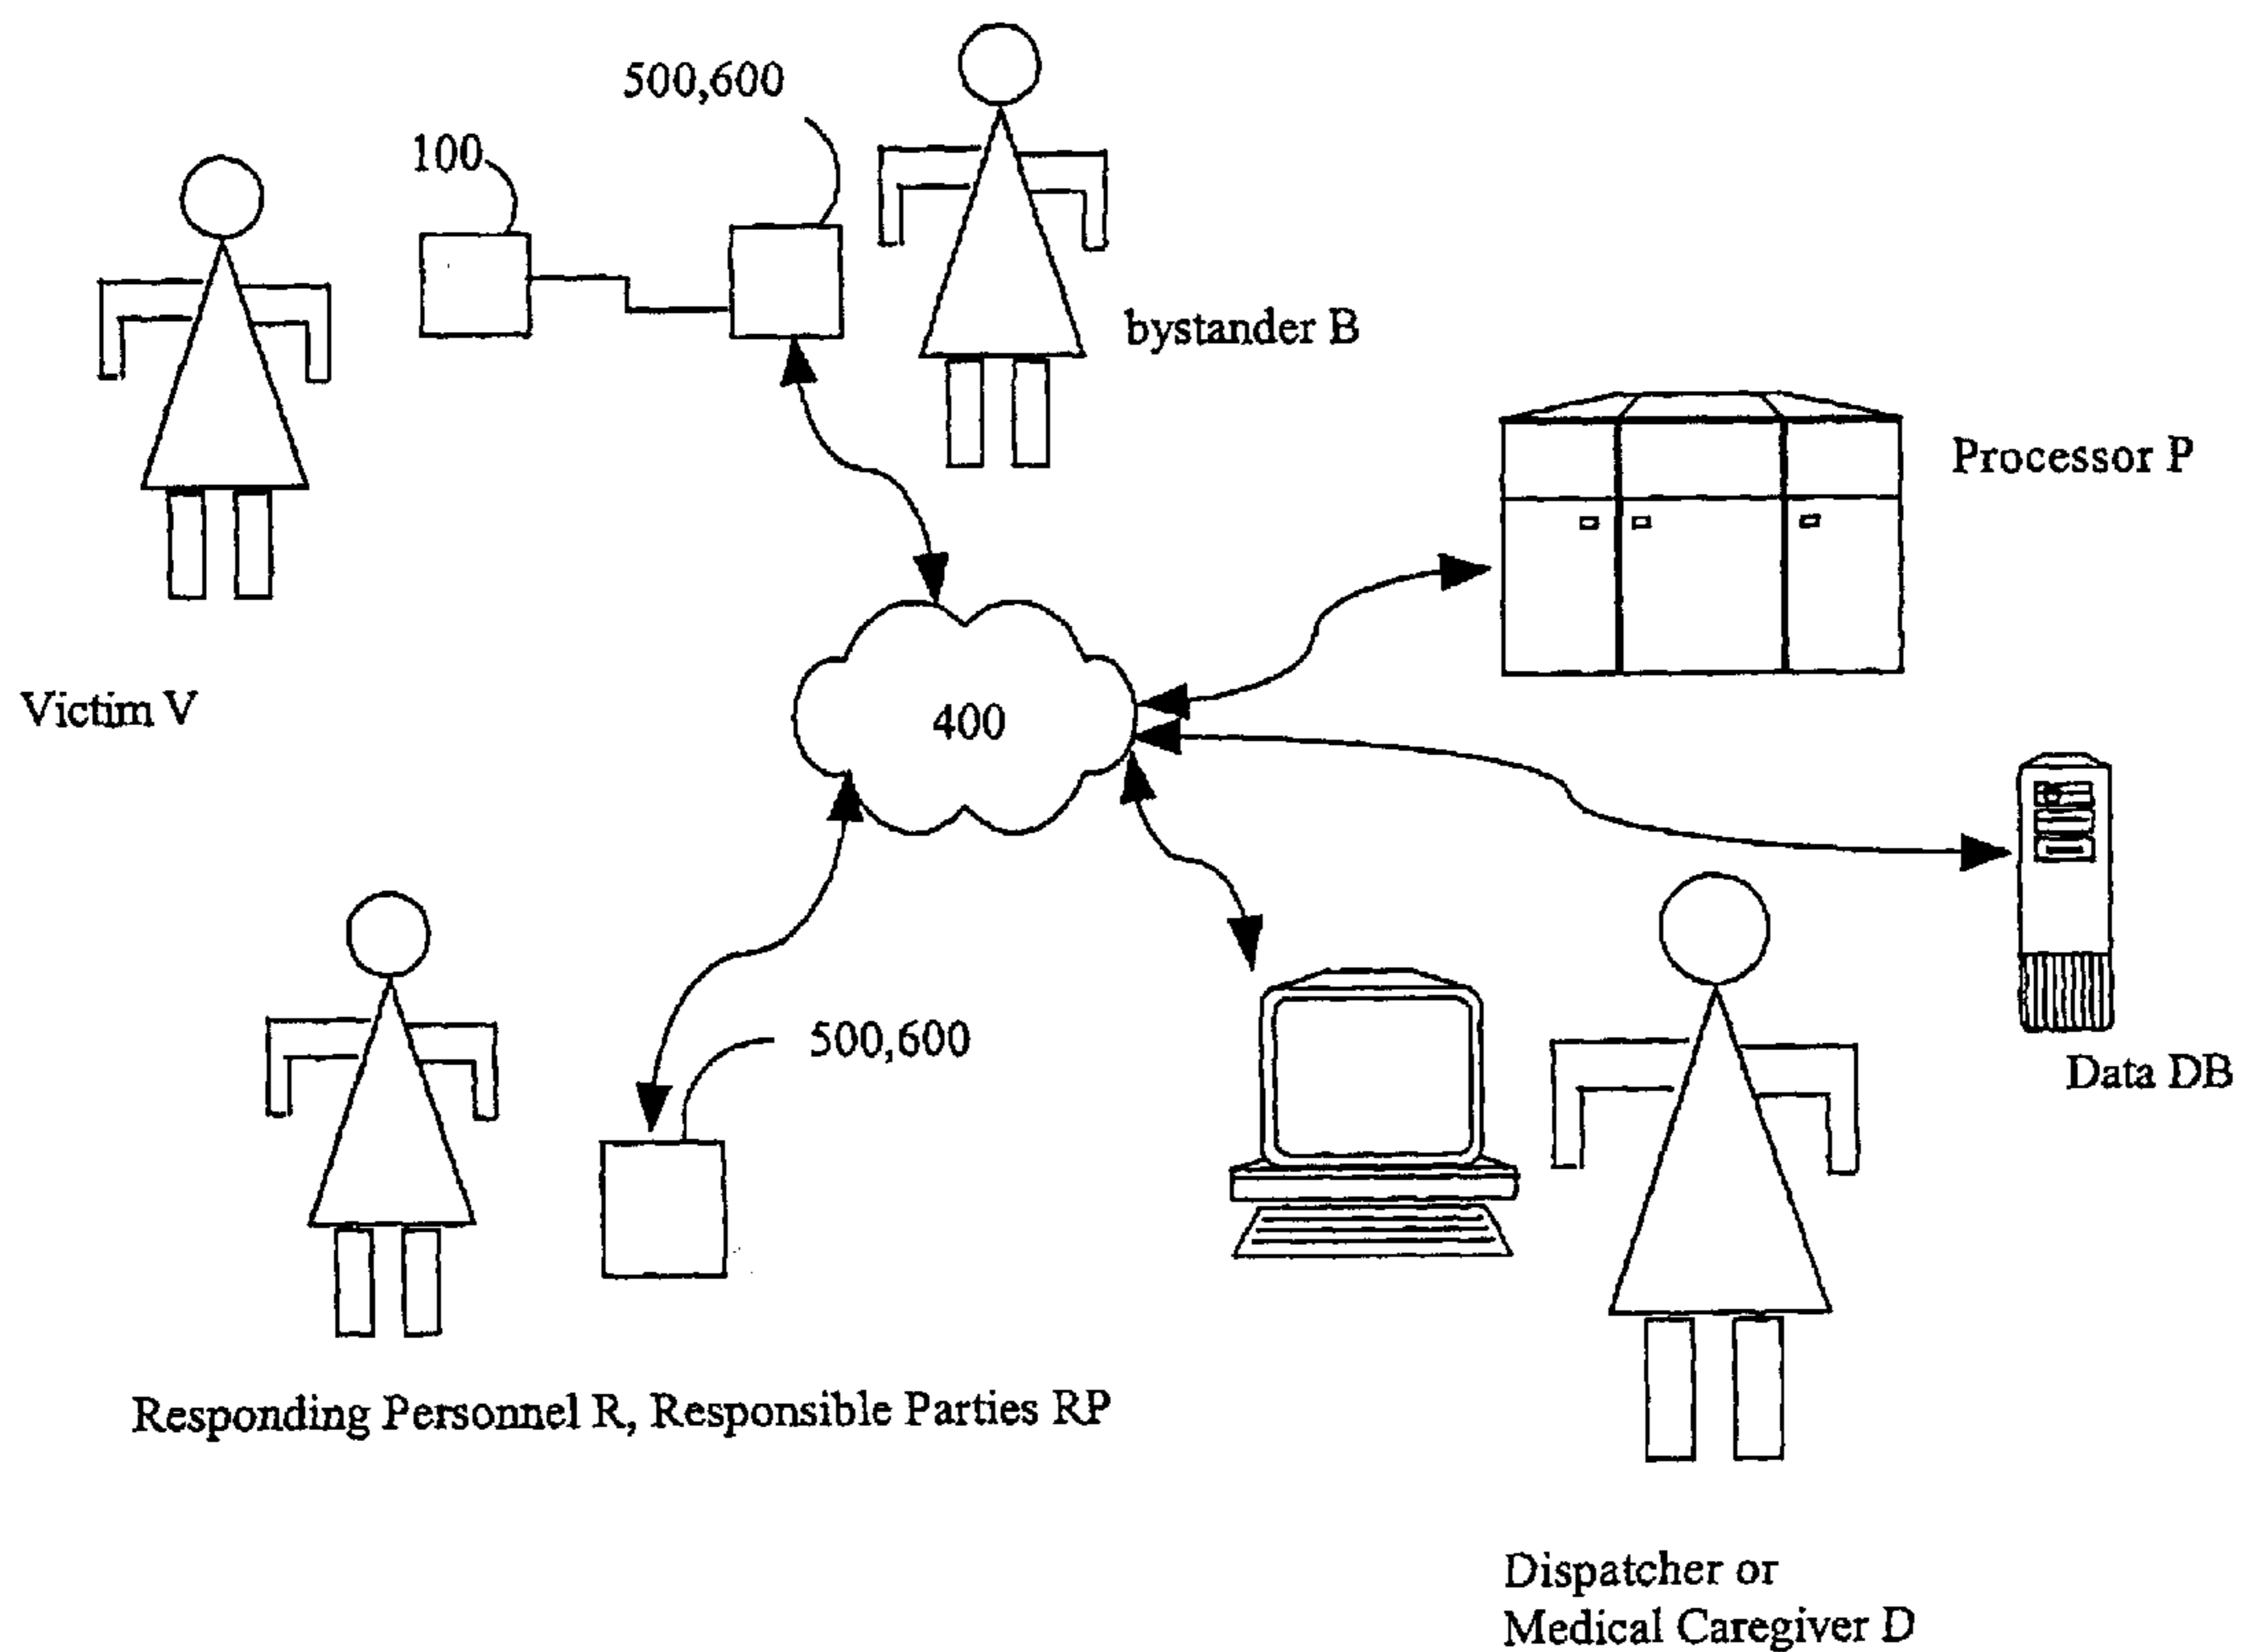 500,600
100
bystander B
Processor P
Victim V
400
500,600
Data DB
Responding Personnel R, Responsible Parties RP
Dispatcher or
Medical Caregiver D